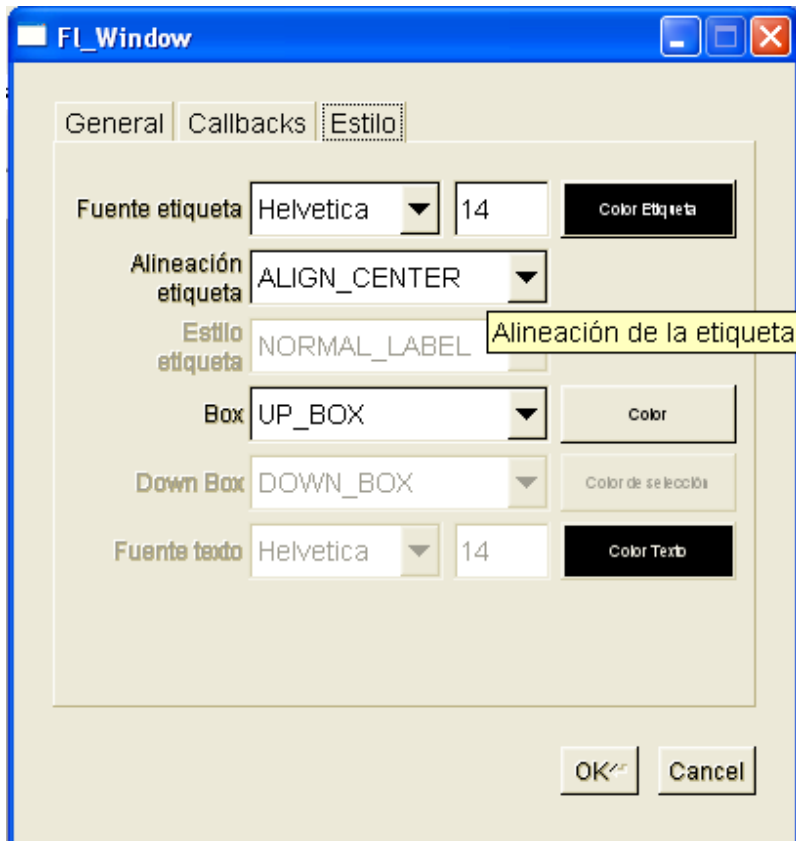 Fl_Window
General Callbacks Estilo
Fuente etiqueta Helvetica 14 Color Etiqueta
Alineación
etiqueta ALIGN_CENTER
Alineación de la etiqueta
Estilo
etiqueta NORMAL_LABEL
Box UP_BOX Color
Down Box DOWN_BOX Color de selección
Fuente texto Helvetica 14 Color Texto
OK Cancel